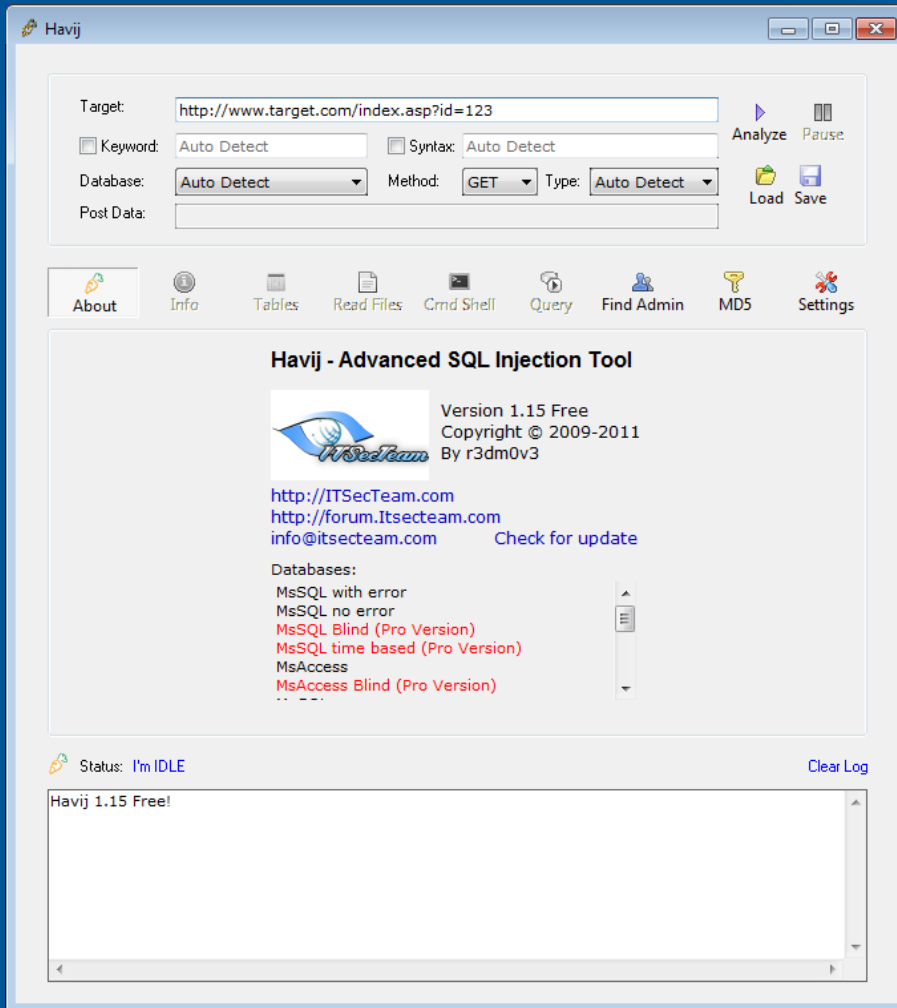 Havij
Target: http://www.target.com/index.asp?id=123
Analyze Pause
Keyword: Auto Detect Syntax: Auto Detect
Database: Auto Detect Method: GET Type: Auto Detect
Load Save
Post Data:
About Info Tables Read Files Cmd Shell Query Find Admin MD5 Settings
Havij - Advanced SQL Injection Tool
ITSecTeam
Version 1.15 Free
Copyright © 2009-2011
By r3dm0v3
http://ITSecTeam.com
http://forum.Itsecteam.com
info@itsecteam.com Check for update
Databases:
MsSQL with error
MsSQL no error
MsSQL Blind (Pro Version)
MsSQL time based (Pro Version)
MsAccess
MsAccess Blind (Pro Version)
Status: I'm IDLE
Clear Log
Havij 1.15 Free!